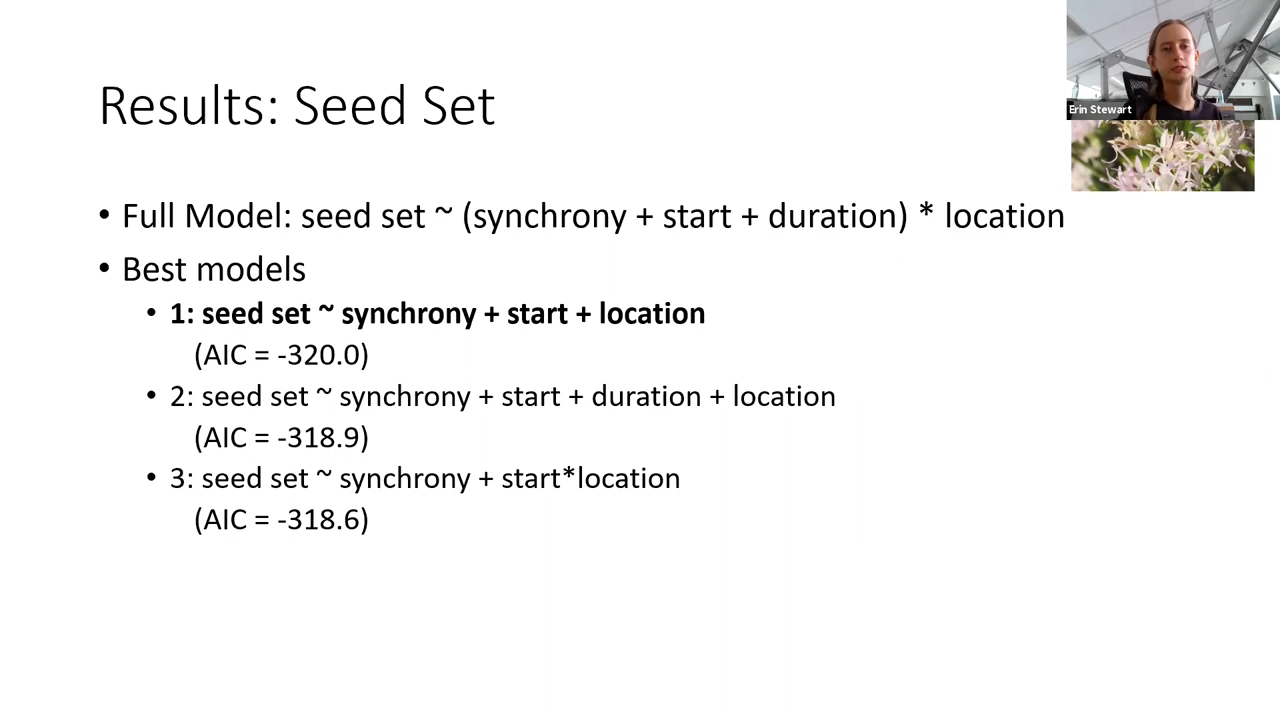 Erin Stewart
Results: Seed Set
• Full Model: seed set ~ (synchrony + start + duration) * location
• Best models
• 1: seed set ~ synchrony + start + location
(AIC = -320.0)
• 2: seed set ~ synchrony + start + duration + location
(AIC = -318.9)
• 3: seed set ~ synchrony + start*location
(AIC = -318.6)